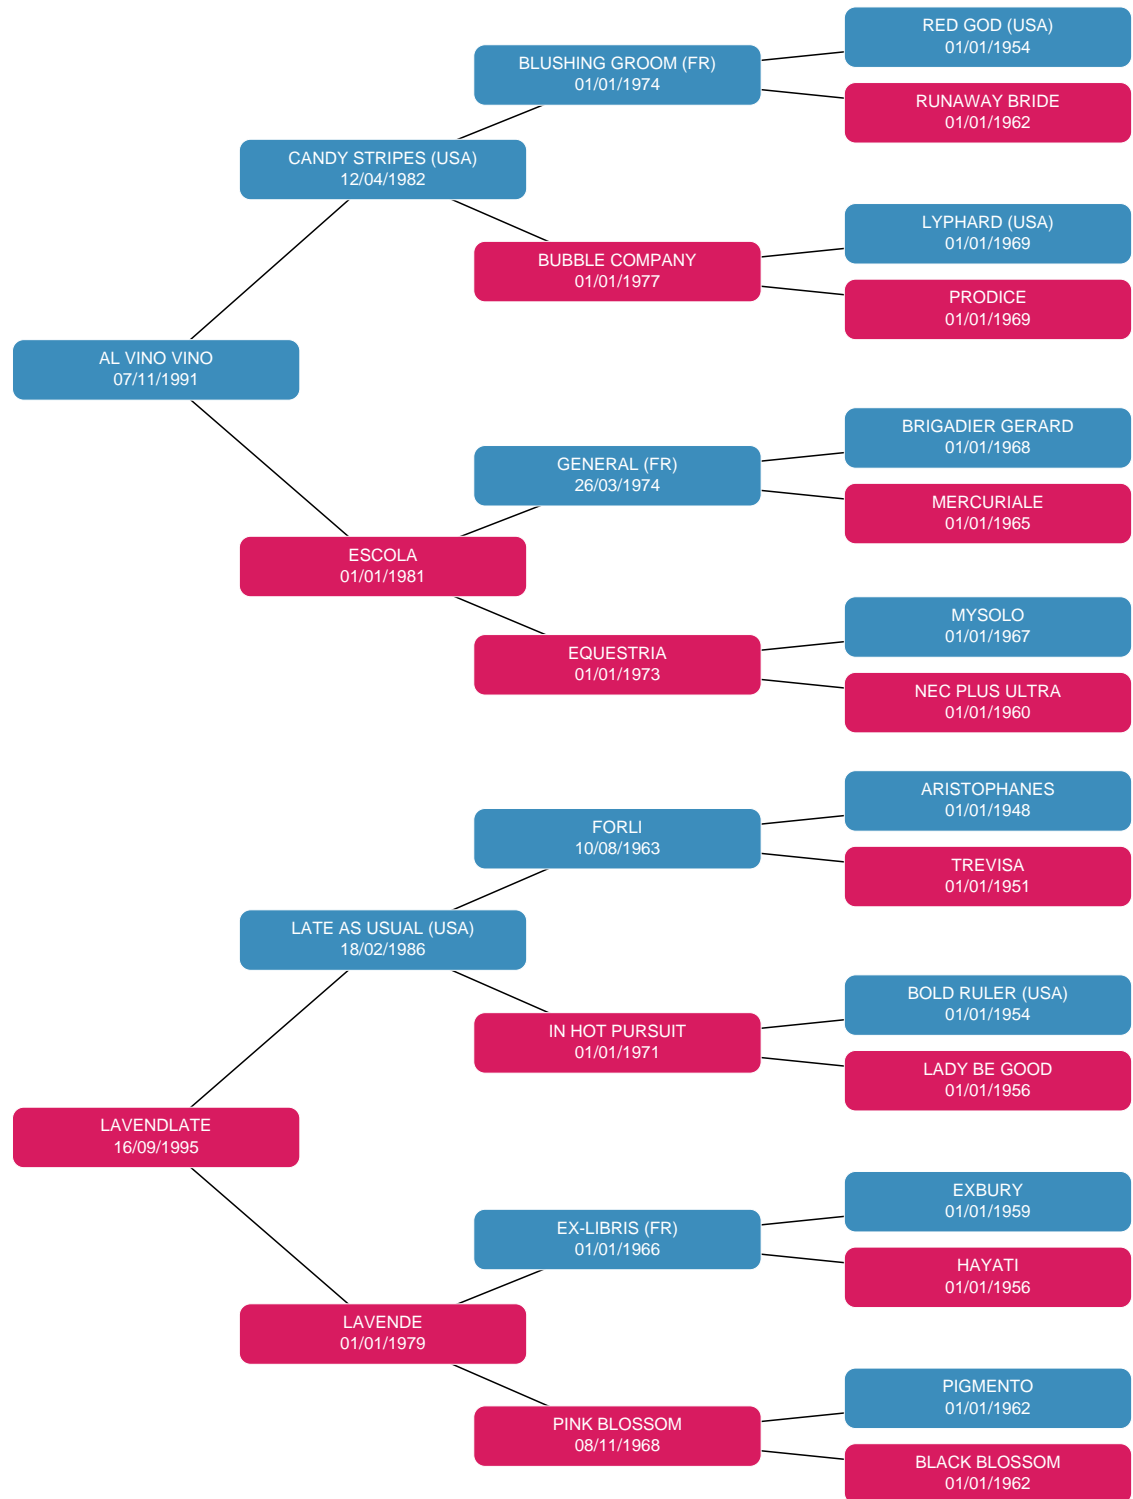 RED GOD (USA)
01/01/1954
BLUSHING GROOM (FR)
01/01/1974
RUNAWAY BRIDE
01/01/1962
CANDY STRIPES (USA)
12/04/1982
LYPHARD (USA)
01/01/1969
BUBBLE COMPANY
01/01/1977
PRODICE
01/01/1969
AL VINO VINO
07/11/1991
BRIGADIER GERARD
01/01/1968
GENERAL (FR)
26/03/1974
MERCURIALE
01/01/1965
ESCOLA
01/01/1981
MYSOLO
01/01/1967
EQUESTRIA
01/01/1973
NEC PLUS ULTRA
01/01/1960
ARISTOPHANES
01/01/1948
FORLI
10/08/1963
TREVISA
01/01/1951
LATE AS USUAL (USA)
18/02/1986
BOLD RULER (USA)
01/01/1954
IN HOT PURSUIT
01/01/1971
LADY BE GOOD
01/01/1956
LAVENDLATE
16/09/1995
EXBURY
01/01/1959
EX-LIBRIS (FR)
01/01/1966
HAYATI
01/01/1956
LAVENDE
01/01/1979
PIGMENTO
01/01/1962
PINK BLOSSOM
08/11/1968
BLACK BLOSSOM
01/01/1962